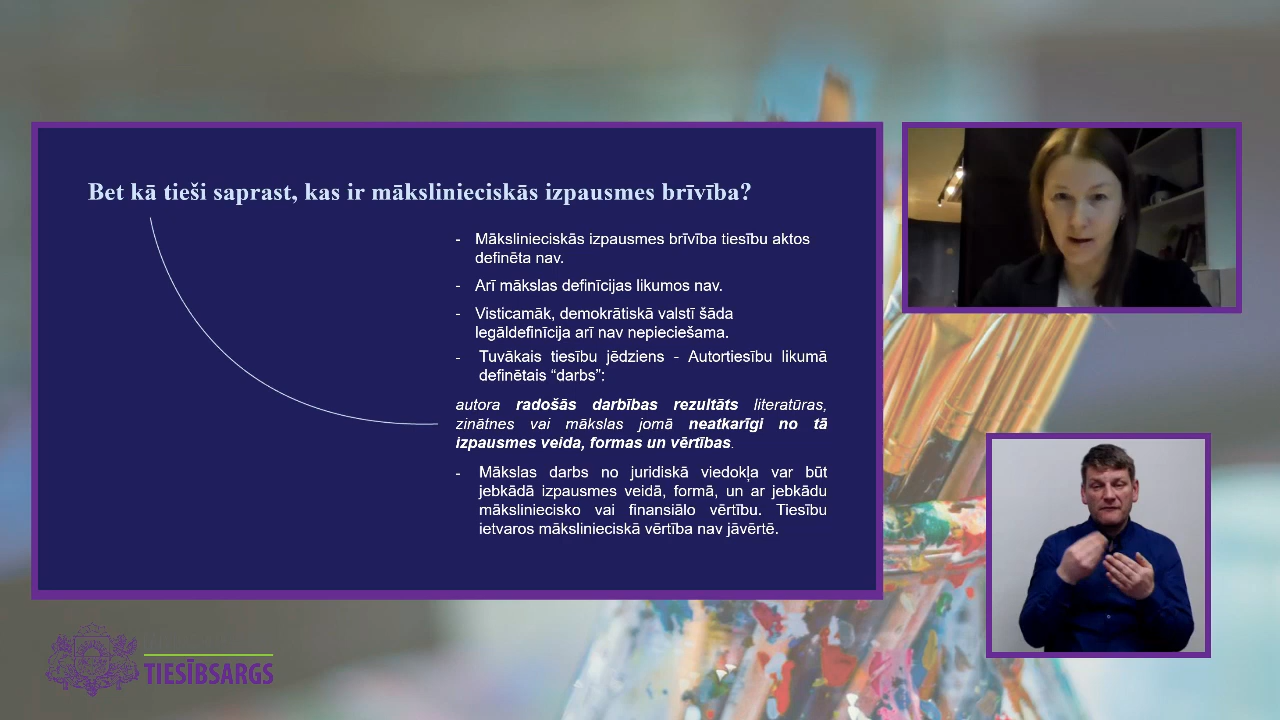 Bet kā tieši saprast, kas ir mākslinieciskās izpausmes brīvība?
- Mākslinieciskās izpausmes brīvība tiesību aktos
definēta nav.
- Arī mākslas definīcijas likumos nav.
- Visticamāk, demokrātiskā valstī šāda
legāldefinīcija arī nav nepieciešama.
- Tuvākais tiesību jēdziens - Autortiesību likumā
definētais “darbs”:
autora radošās darbības rezultāts literatūras,
zinātnes vai mākslas jomā neatkarīgi no tā
izpausmes veida, formas un vērtības.
- Mākslas darbs no juridiskā viedokļa var būt
jebkādā izpausmes veidā, formā, un ar jebkādu
māksliniecisko vai finansiālo vērtību. Tiesību
ietvaros mākslinieciskā vērtība nav jāvērtē.
TIESĪBSARGS